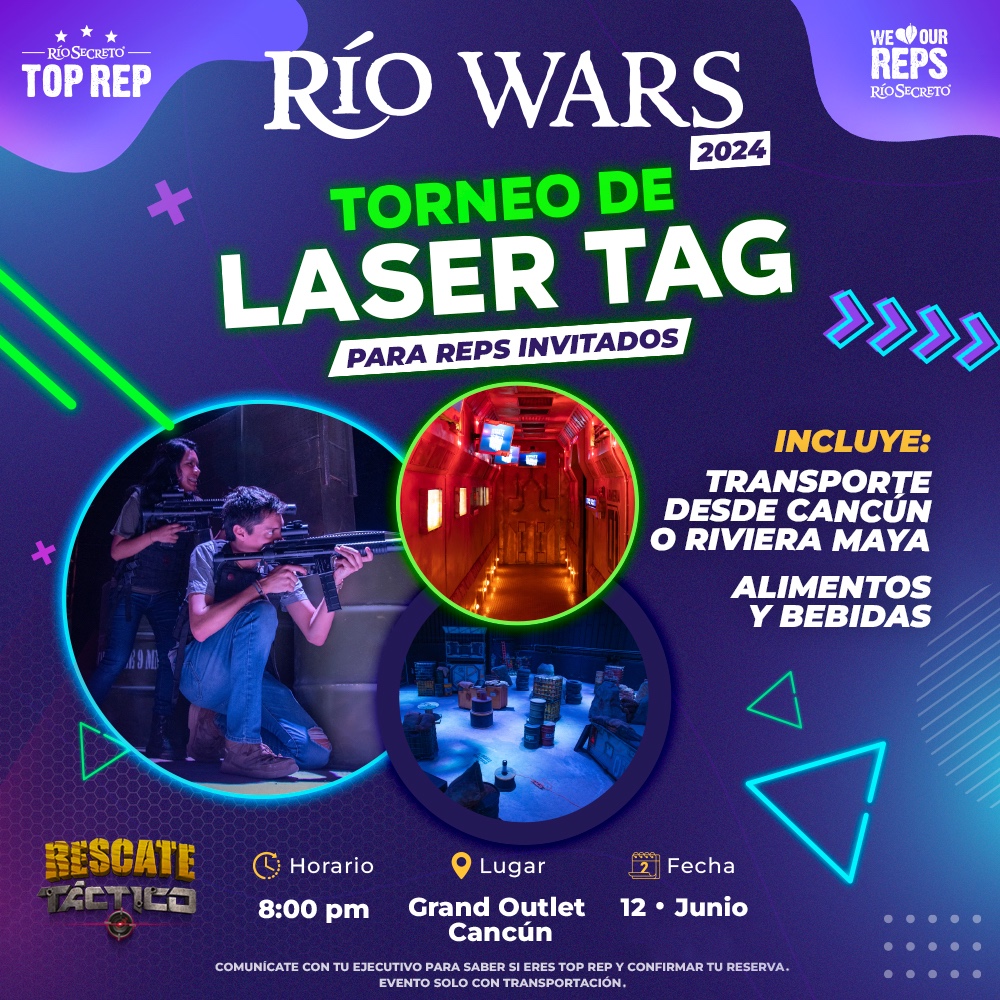 RÍO SECRETO
TOP REP
WE OUR
REPS
RÍO SECRETO
RÍO WARS
2024
TORNEO DE
LASER TAG
PARA REPS INVITADOS
INCLUYE:
TRANSPORTE
DESDE CANCÚN
O RIVIERA MAYA
ALIMENTOS
Y BEBIDAS
RESCATE
TÁCTICO
Horario
8:00 pm
Lugar
Grand Outlet
Cancún
2
Fecha
12 • Junio
COMUNÍCATE CON TU EJECUTIVO PARA SABER SI ERES TOP REP Y CONFIRMAR TU RESERVA.
EVENTO SOLO CON TRANSPORTACIÓN.